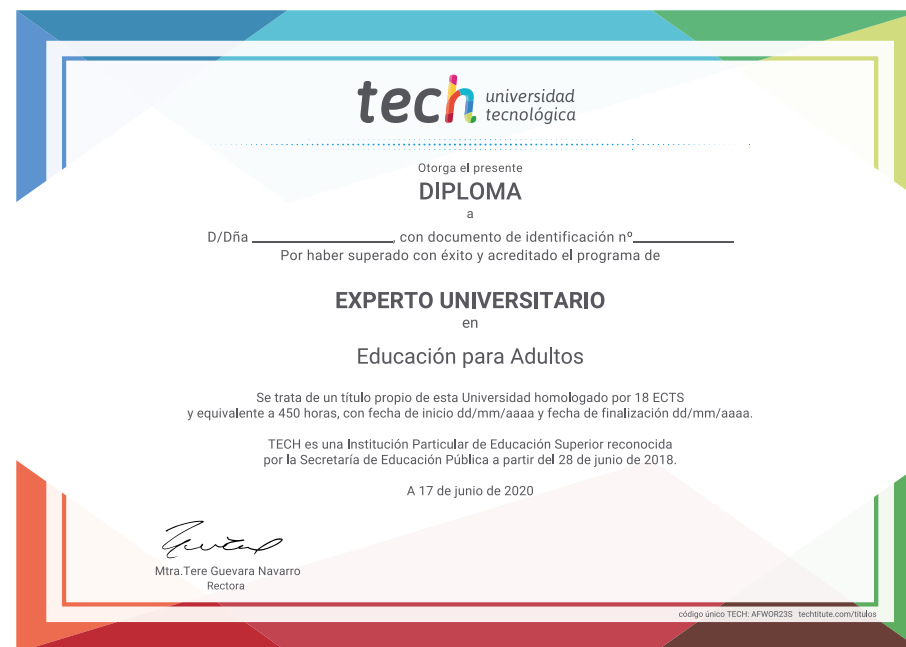 tech universidad
tecnológica
Otorga el presente
DIPLOMA
a
D/Dña ____________________, con documento de identificación nº______________
Por haber superado con éxito y acreditado el programa de
EXPERTO UNIVERSITARIO
en
Educación para Adultos
Se trata de un título propio de esta Universidad homologado por 18 ECTS
y equivalente a 450 horas, con fecha de inicio dd/mm/aaaa y fecha de finalización dd/mm/aaaa.
TECH es una Institución Particular de Educación Superior reconocida
por la Secretaría de Educación Pública a partir del 28 de junio de 2018.
A 17 de junio de 2020
Mtra.Tere Guevara Navarro
Rectora
código único TECH: AFWOR23S techtitute.com/titulos